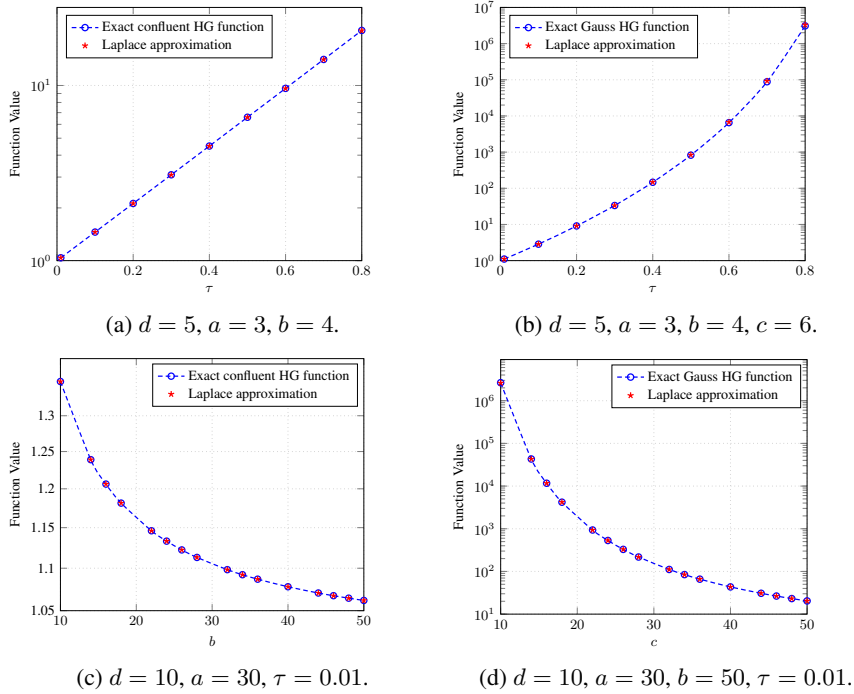 Exact confluent HG function
Laplace approximation
Function Value
10^1
10^0
0 0.2 0.4 0.6 0.8
τ
(a) d = 5, a = 3, b = 4.
Exact Gauss HG function
Laplace approximation
Function Value
10^7
10^6
10^5
10^4
10^3
10^2
10^1
10^0
0.2 0.4 0.6 0.8
τ
(b) d = 5, a = 3, b = 4, c = 6.
Exact confluent HG function
Laplace approximation
Function Value
1.3
1.25
1.2
1.15
1.1
1.05
10 20 30 40 50
b
(c) d = 10, a = 30, τ = 0.01.
Exact Gauss HG function
Laplace approximation
Function Value
10^6
10^5
10^4
10^3
10^2
10^1
10 20 30 40 50
c
(d) d = 10, a = 30, b = 50, τ = 0.01.